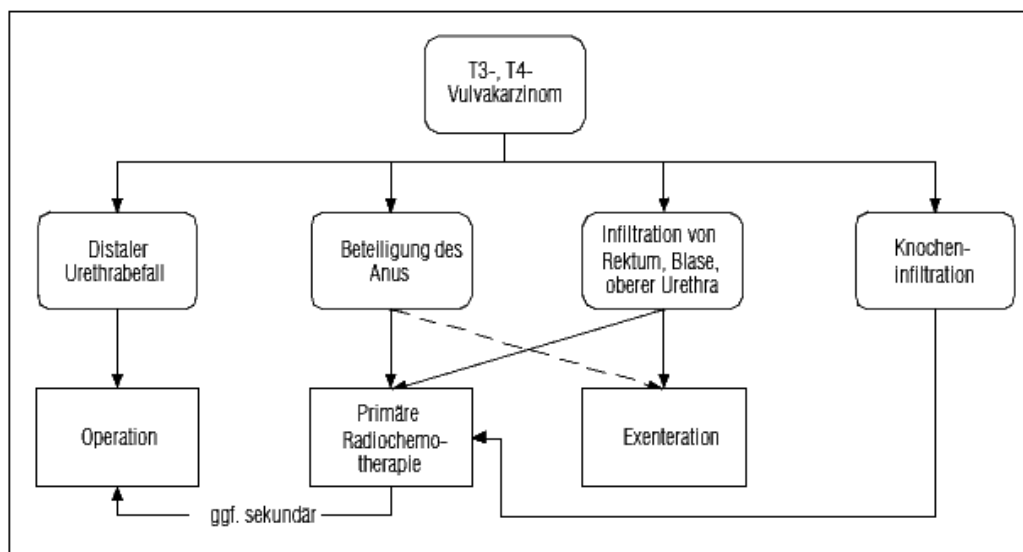 T3-, T4-
Vulvakarzinom
Distaler
Urethrabefall
Beteiligung des
Anus
Infiltration von
Rektum, Blase,
oberer Urethra
Knochen-
infiltration
Operation
Primäre
Radiochemo-
therapie
Exenteration
ggf. sekundär